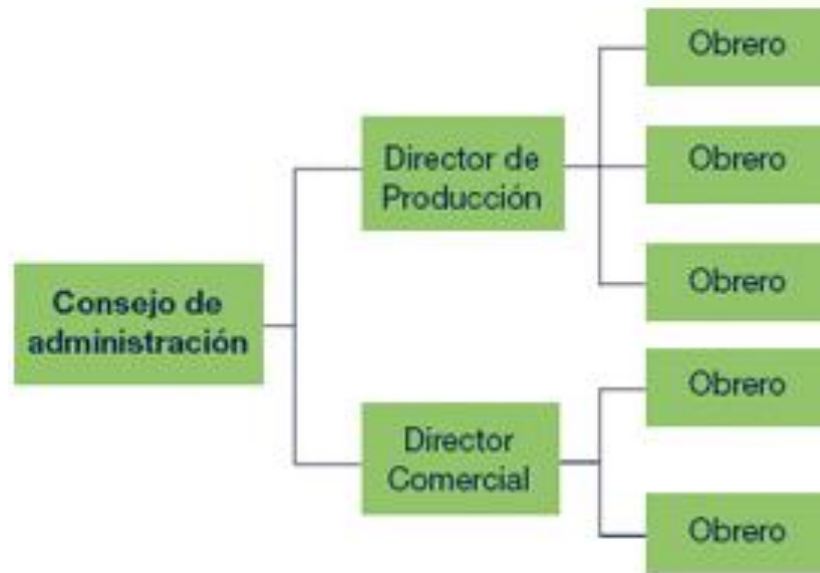 Consejo de
administración
Director de
Producción
Obrero
Obrero
Obrero
Director
Comercial
Obrero
Obrero